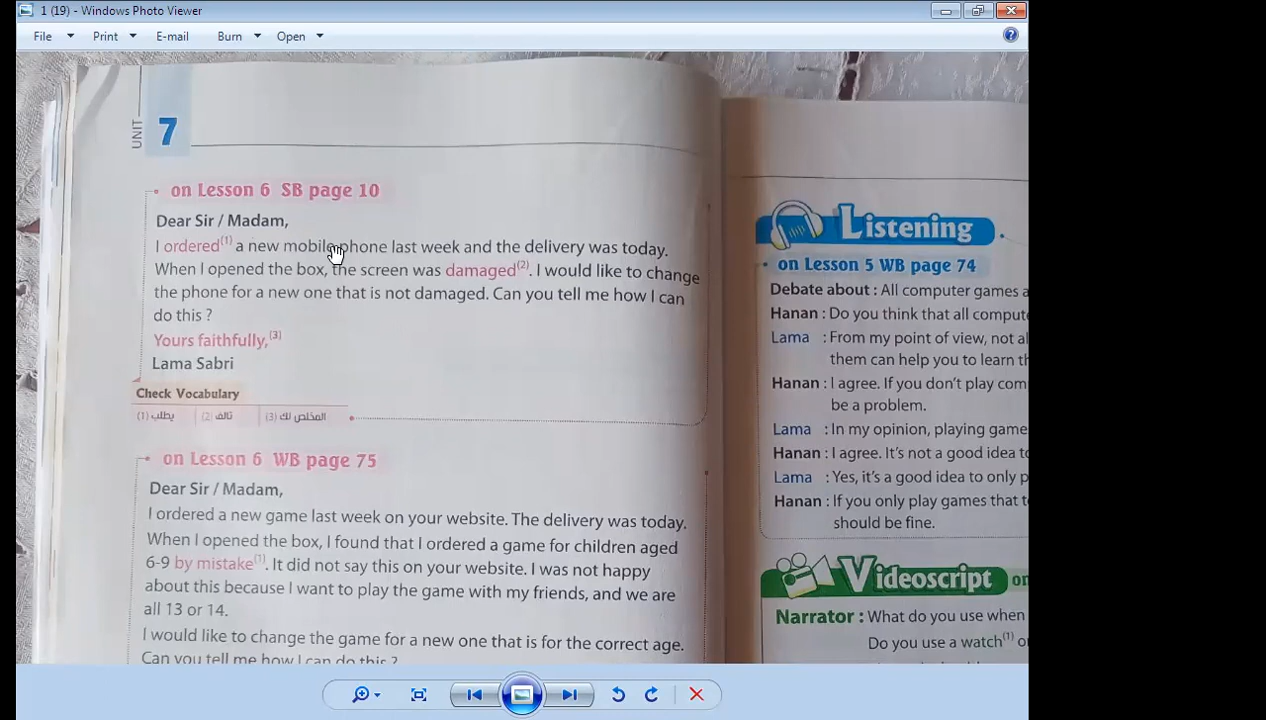 1 (19) - Windows Photo Viewer
File Print E-mail Burn Open
UNIT 7
on Lesson 6 SB page 10
Dear Sir / Madam,
I ordered(1) a new mobile phone last week and the delivery was today.
When I opened the box, the screen was damaged(2). I would like to change
the phone for a new one that is not damaged. Can you tell me how I can
do this ?
Yours faithfully,(3)
Lama Sabri
Check Vocabulary
(1) يطلب (2) تالف (3) المخلص لك
on Lesson 6 WB page 75
Dear Sir / Madam,
I ordered a new game last week on your website. The delivery was today.
When I opened the box, I found that I ordered a game for children aged
6-9 by mistake(1). It did not say this on your website. I was not happy
about this because I want to play the game with my friends, and we are
all 13 or 14.
I would like to change the game for a new one that is for the correct age.
Can you tell me how I can do this ?
Listening
on Lesson 5 WB page 74
Debate about : All computer games a
Hanan : Do you think that all comput
Lama : From my point of view, not al
them can help you to learn th
Hanan : I agree. If you don't play com
be a problem.
Lama : In my opinion, playing game
Hanan : I agree. It's not a good idea to
Lama : Yes, it's a good idea to only p
Hanan : If you only play games that t
should be fine.
Videoscript on
Narrator : What do you use when
Do you use a watch(1) o